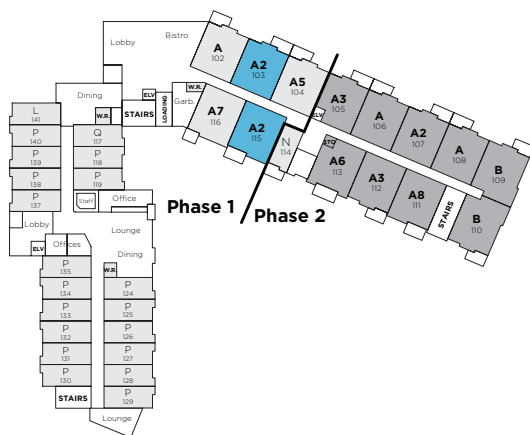 Lobby
Bistro
A
102
A2
103
A5
104
A3
105
A
106
A2
107
A
108
B
109
B
110
A8
111
A3
112
A6
113
STO
N
114
A2
115
A7
116
ELV
W.R.
Garb.
LOADING
ELV
STAIRS
W.R.
Dining
STAIRS
Phase 1
Phase 2
L
141
P
140
P
139
P
138
P
137
Q
117
P
118
P
119
Staff
Office
Lobby
ELV
Offices
Lounge
Dining
W.R.
P
135
P
134
P
133
P
132
P
131
P
130
STAIRS
P
124
P
125
P
126
P
127
P
128
P
129
Lounge